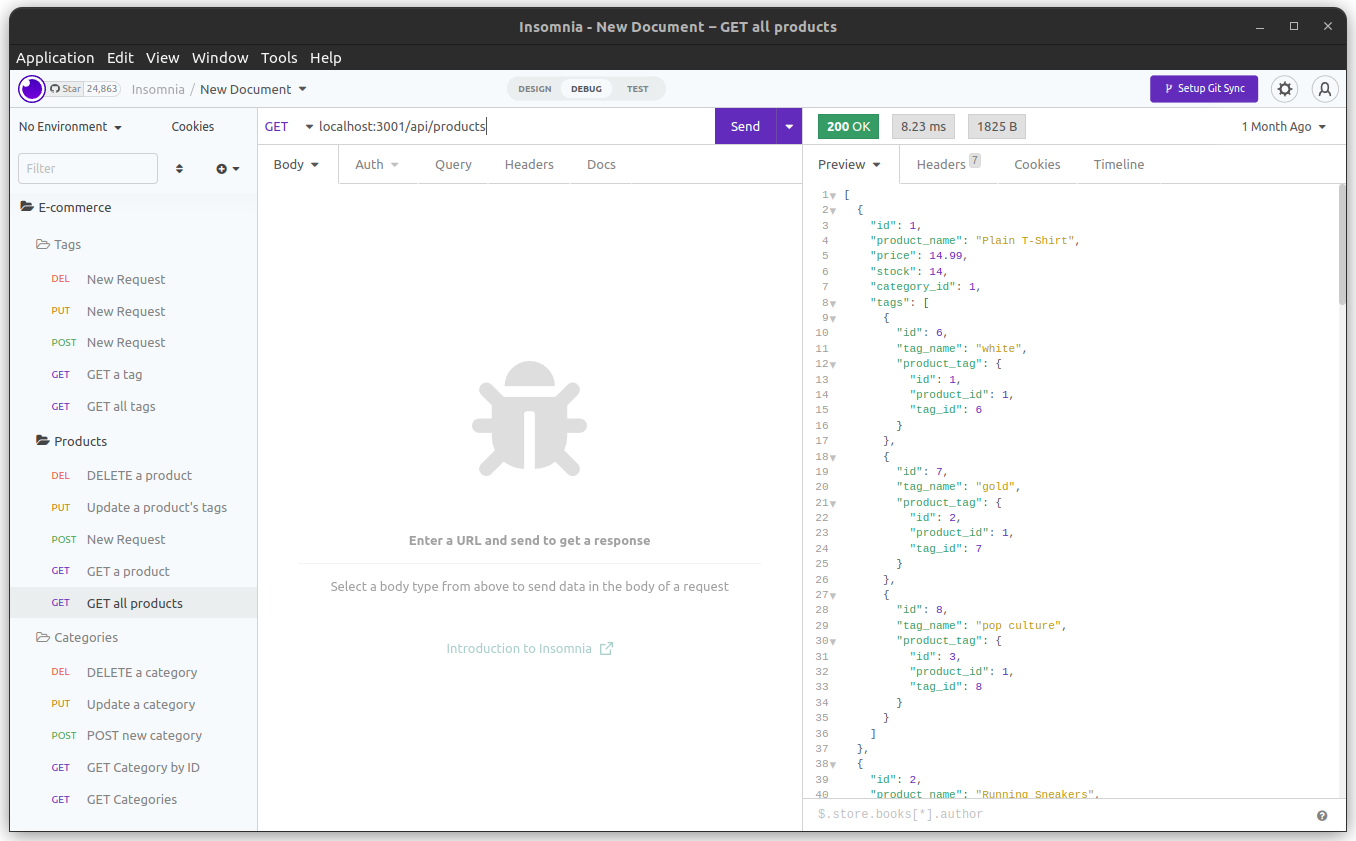 Insomnia - New Document – GET all products
Application Edit View Window Tools Help
Star 24,863 Insomnia / New Document DESIGN DEBUG TEST Setup Git Sync
No Environment Cookies
Filter
E-commerce
Tags
DEL New Request
PUT New Request
POST New Request
GET GET a tag
GET GET all tags
Products
DEL DELETE a product
PUT Update a product's tags
POST New Request
GET GET a product
GET GET all products
Categories
DEL DELETE a category
PUT Update a category
POST POST new category
GET GET Category by ID
GET GET Categories
GET localhost:3001/api/products Send
Body Auth Query Headers Docs
Enter a URL and send to get a response
Select a body type from above to send data in the body of a request
Introduction to Insomnia
200 OK 8.23 ms 1825 B 1 Month Ago
Preview Headers 7 Cookies Timeline
1 [
2 {
3 "id": 1,
4 "product_name": "Plain T-Shirt",
5 "price": 14.99,
6 "stock": 14,
7 "category_id": 1,
8 "tags": [
9 {
10 "id": 6,
11 "tag_name": "white",
12 "product_tag": {
13 "id": 1,
14 "product_id": 1,
15 "tag_id": 6
16 }
17 },
18 {
19 "id": 7,
20 "tag_name": "gold",
21 "product_tag": {
22 "id": 2,
23 "product_id": 1,
24 "tag_id": 7
25 }
26 },
27 {
28 "id": 8,
29 "tag_name": "pop culture",
30 "product_tag": {
31 "id": 3,
32 "product_id": 1,
33 "tag_id": 8
34 }
35 }
36 ]
37 },
38 {
39 "id": 2,
40 "product_name": "Running Sneakers",
$.store.books[*].author